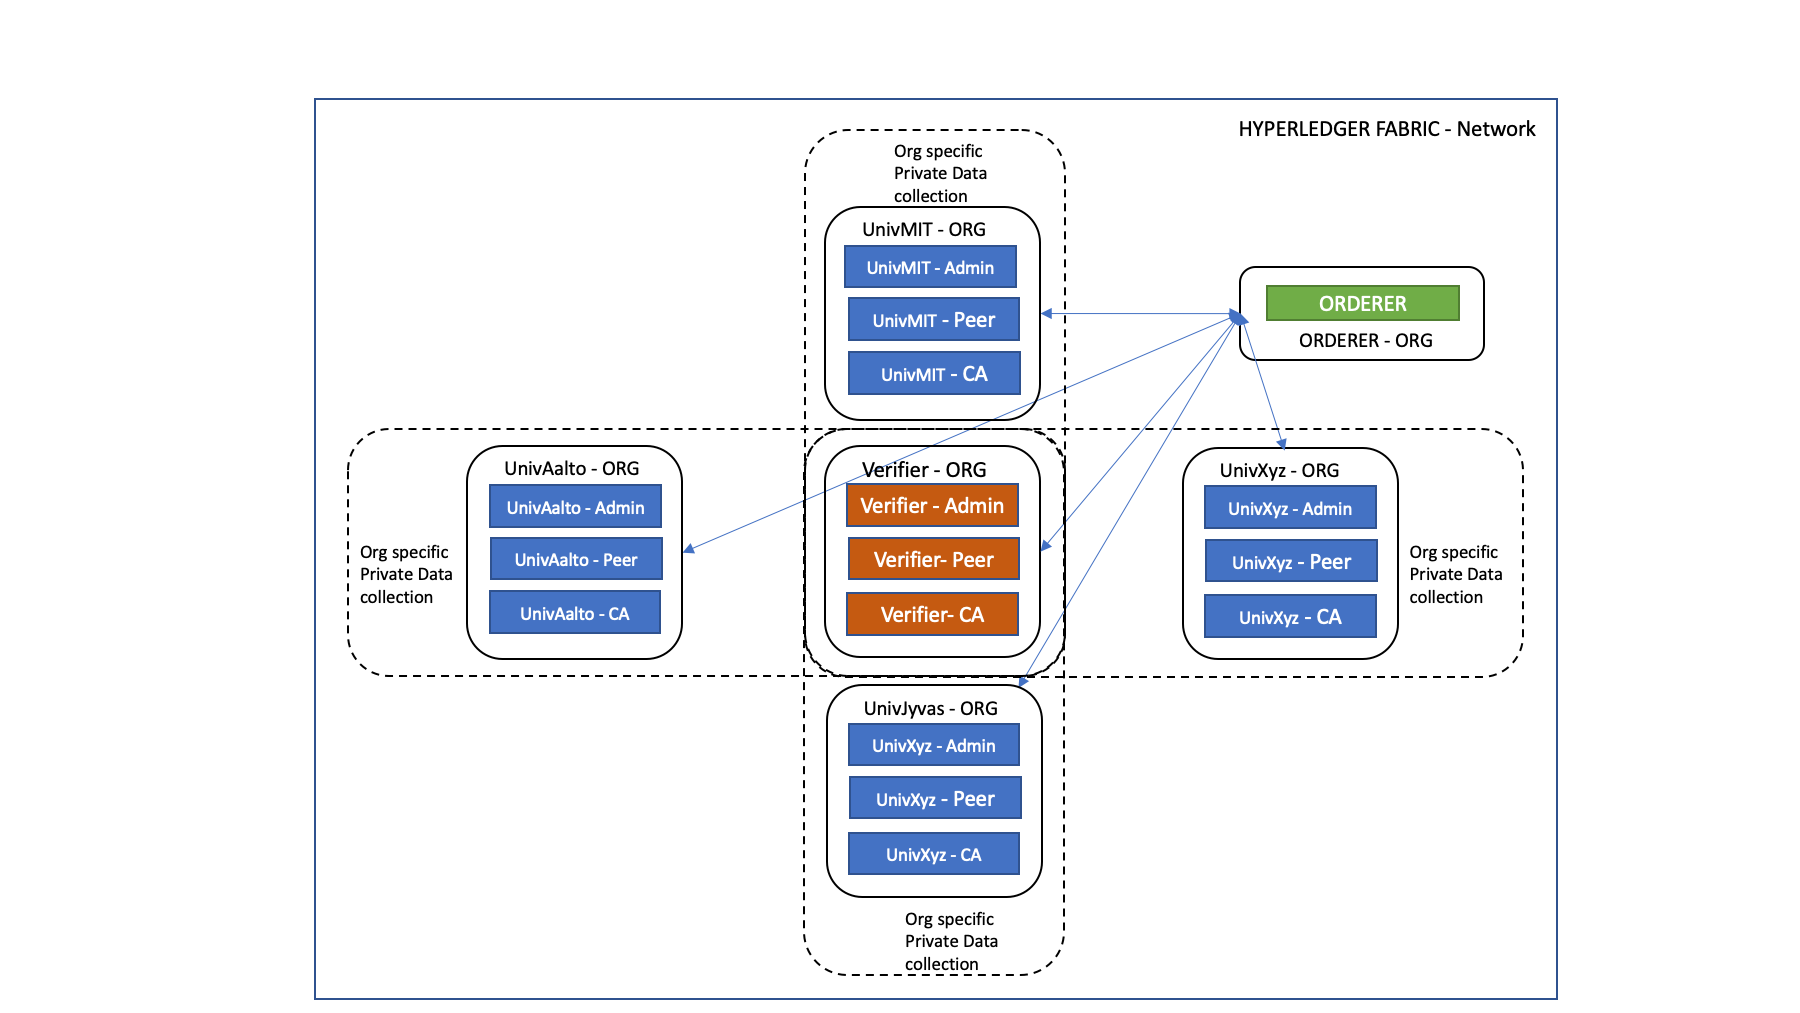 HYPERLEDGER FABRIC - Network
Org specific
Private Data
collection
UnivMIT - ORG
UnivMIT - Admin
UnivMIT - Peer
UnivMIT - CA
ORDERER
ORDERER - ORG
Org specific
Private Data
collection
UnivAalto - ORG
UnivAalto - Admin
UnivAalto - Peer
UnivAalto - CA
Verifier - ORG
Verifier - Admin
Verifier- Peer
Verifier- CA
UnivXyz - ORG
UnivXyz - Admin
UnivXyz - Peer
UnivXyz - CA
Org specific
Private Data
collection
UnivJyvas - ORG
UnivXyz - Admin
UnivXyz - Peer
UnivXyz - CA
Org specific
Private Data
collection